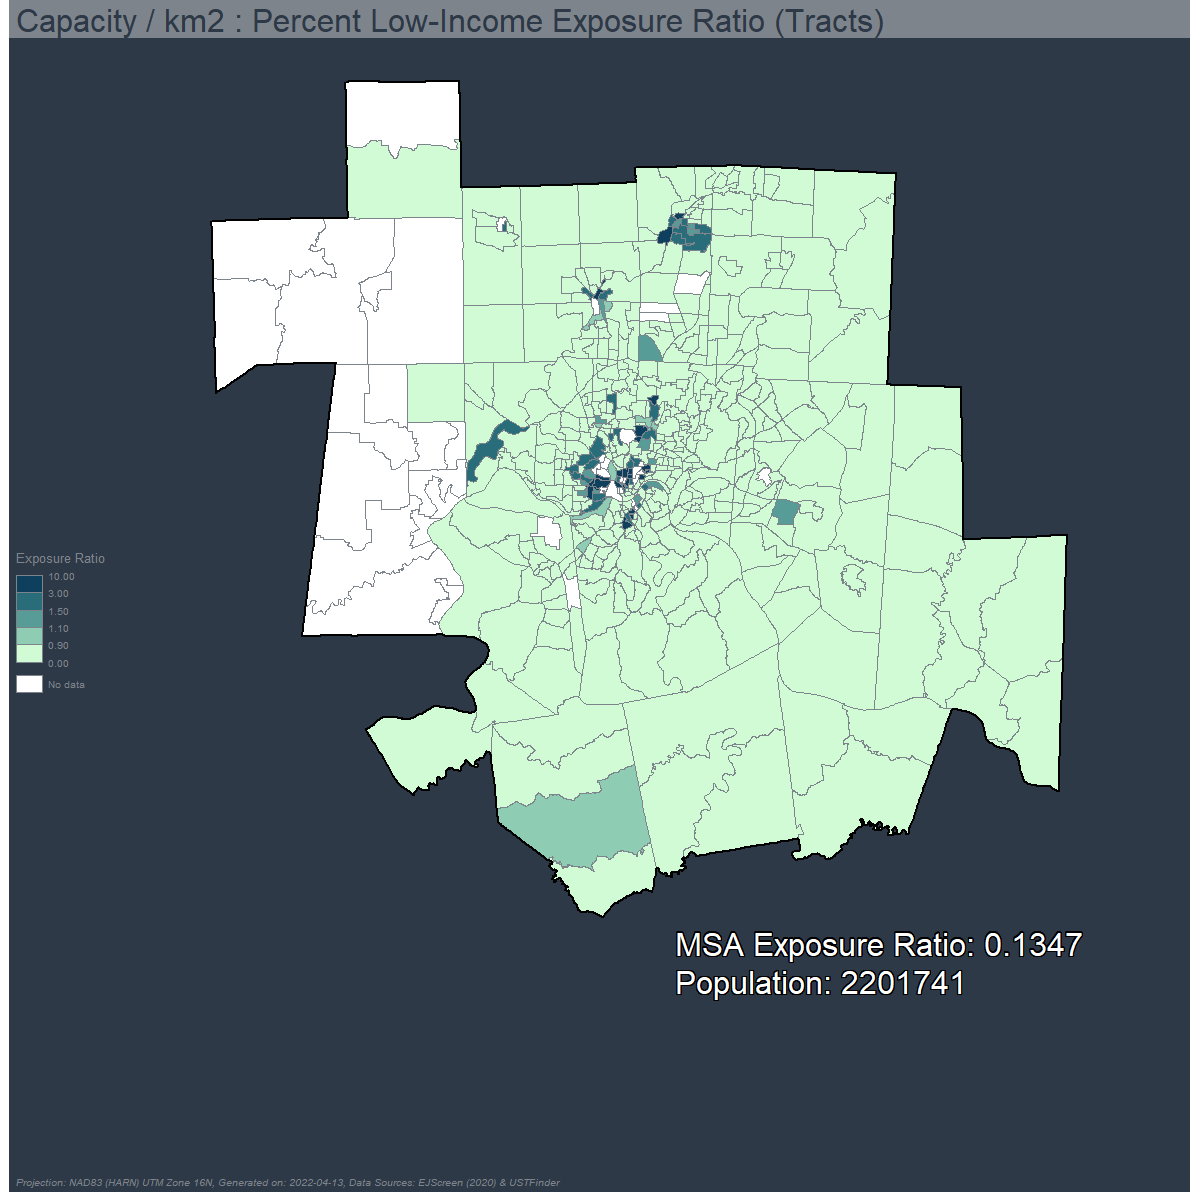 Capacity / km2 : Percent Low-Income Exposure Ratio (Tracts)
Exposure Ratio
10.00
3.00
1.50
1.10
0.90
0.00
No data
MSA Exposure Ratio: 0.1347
Population: 2201741
Projection: NAD83 (HARN) UTM Zone 16N, Generated on: 2022-04-13, Data Sources: EJScreen (2020) & USTFinder